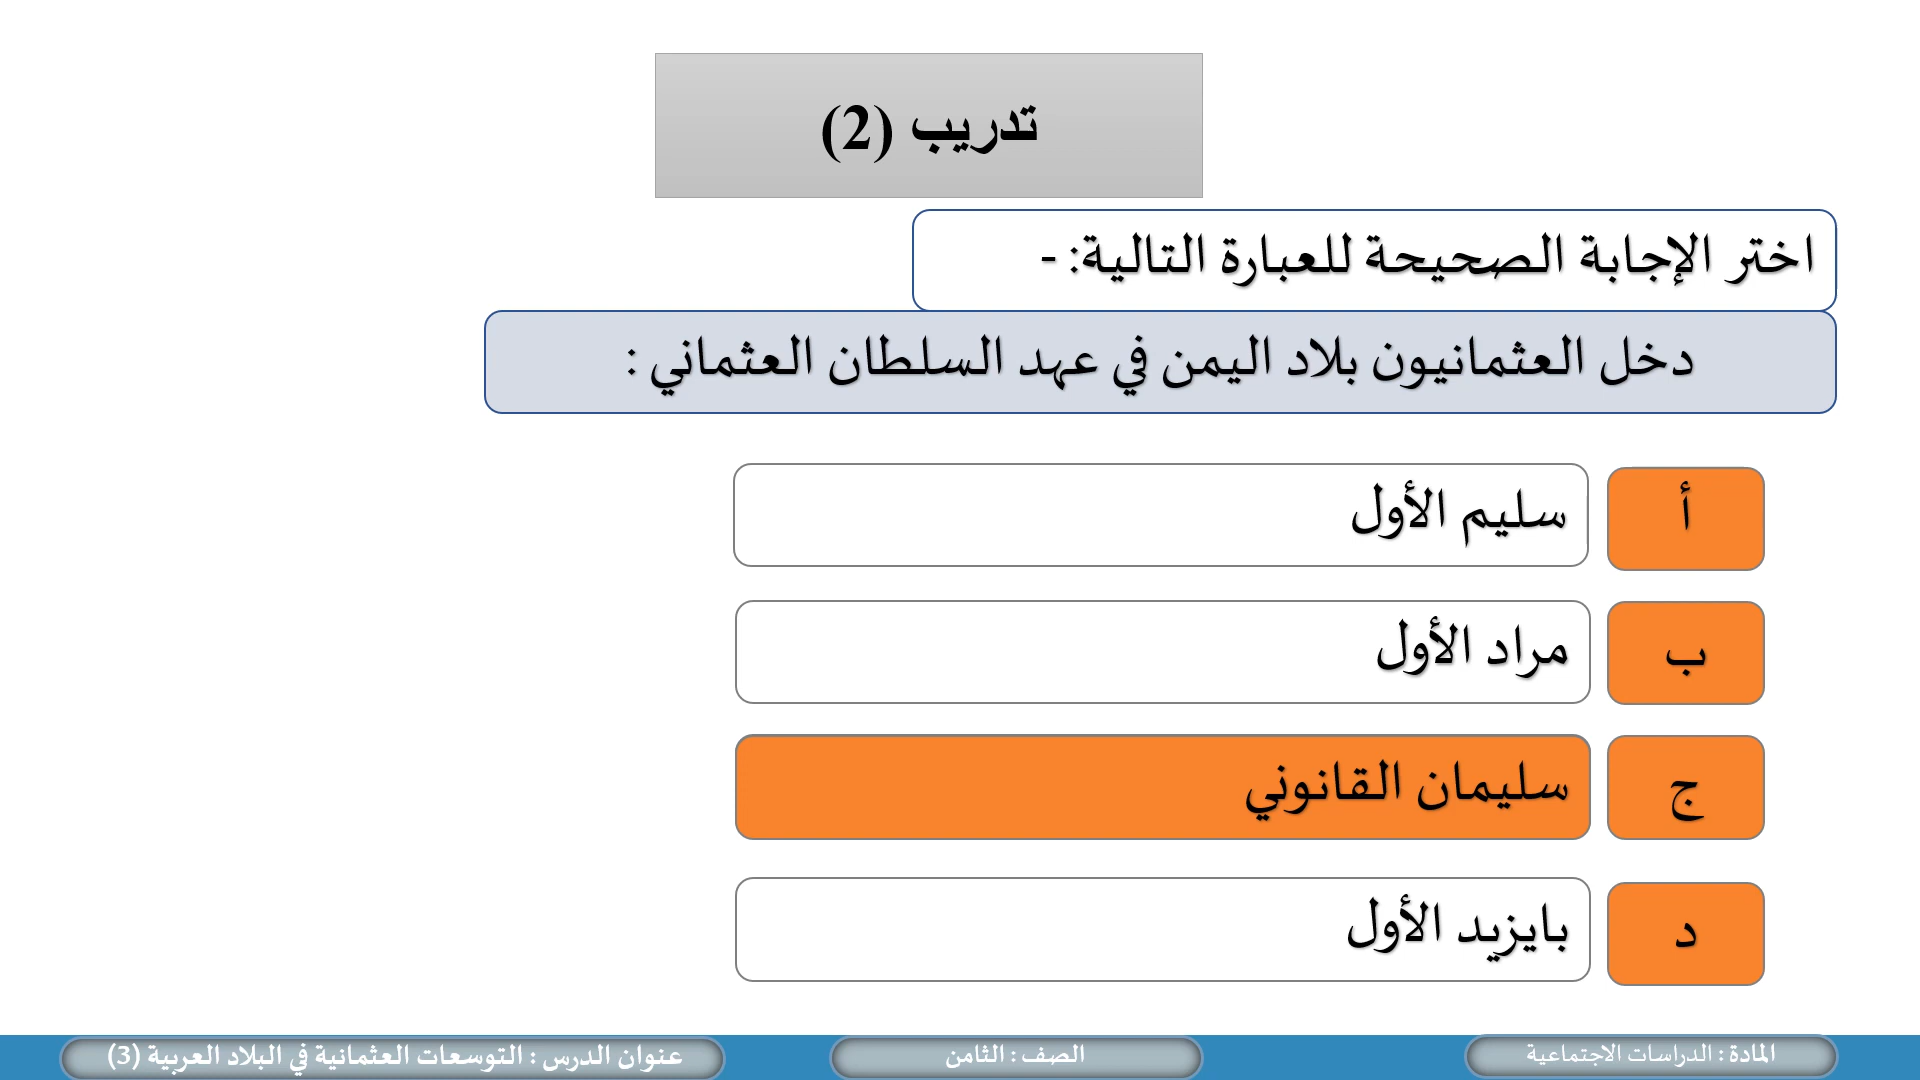 تدريب (2)
اختر الإجابة الصحيحة للعبارة التالية: -
دخل العثمانيون بلاد اليمن في عهد السلطان العثماني :
أ سليم الأول
ب مراد الأول
ج سليمان القانوني
د بايزيد الأول
المادة : الدراسات الاجتماعية الصف : الثامن عنوان الدرس : التوسعات العثمانية في البلاد العربية (3)